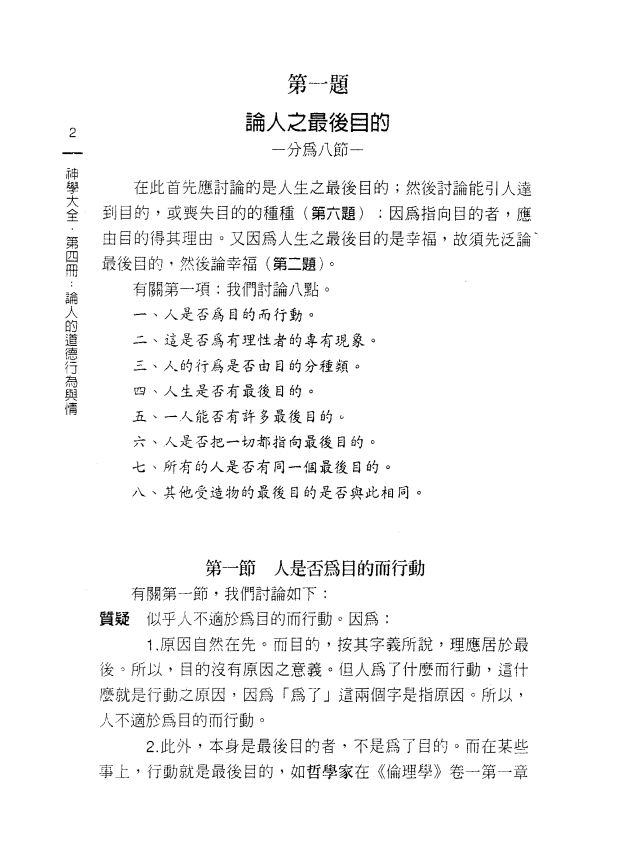 第一題
論人之最後目的
—分爲八節—
在此首先應討論的是人生之最後目的；然後討論能引人達
到目的，或喪失目的的種種（第六題）；因爲指向目的者，應
由目的得其理由。又因爲人生之最後目的是幸福，故須先泛論
最後目的，然後論幸福（第二題）。
有關第一項：我們討論八點。
一、人是否爲目的而行動。
二、這是否爲有理性者的專有現象。
三、人的行爲是否由目的分種類。
四、人生是否有最後目的。
五、一人能否有許多最後目的。
六、人是否把一切都指向最後目的。
七、所有的人是否有同一個最後目的。
八、其他受造物的最後目的是否與此相同。
第一節　人是否爲目的而行動
有關第一節，我們討論如下：
質疑　似乎人不適於爲目的而行動。因爲：
1.原因自然在先。而目的，按其字義所說，理應居於最
後。所以，目的沒有原因之意義。但人爲了什麼而行動，這什
麼就是行動之原因，因爲「爲了」這兩個字是指原因。所以，
人不適於爲目的而行動。
2.此外，本身是最後目的者，不是爲了目的。而在某些
事上，行動就是最後目的，如哲學家在《倫理學》卷一第一章
2
神學大全．第四冊：論人的道德行為與情